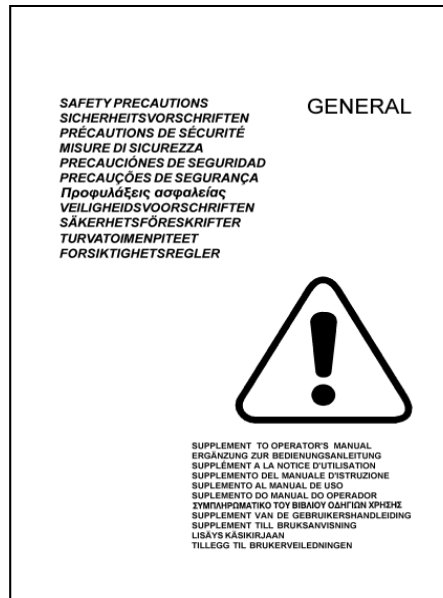 SAFETY PRECAUTIONS
GENERAL
SICHERHEITSVORSCHRIFTEN
PRÉCAUTIONS DE SÉCURITÉ
MISURE DI SICUREZZA
PRECAUCIÓNES DE SEGURIDAD
PRECAUÇÕES DE SEGURANÇA
Προφυλάξεις ασφαλείας
VEILIGHEIDSVOORSCHRIFTEN
SÄKERHETSFÖRESKRIFTER
TURVATOIMENPITEET
FORSIKTIGHETSREGLER
!
SUPPLEMENT TO OPERATOR'S MANUAL
ERGÄNZUNG ZUR BEDIENUNGSANLEITUNG
SUPPLÉMENT A LA NOTICE D'UTILISATION
SUPLEMENTO DEL MANUALE D'ISTRUZIONE
SUPLEMENTO AL MANUAL DE USO
SUPLEMENTO DO MANUAL DO OPERADOR
ΣΥΜΠΛΗΡΩΜΑΤΙΚΟ ΤΟΥ ΒΙΒΛΙΟΥ ΟΔΗΓΙΩΝ ΧΡΗΣΗΣ
SUPPLEMENT VAN DE GEBRUIKERSHANDLEIDING
SUPPLEMENT TILL BRUKSANVISNING
LISÄYS KÄSIKIRJAAN
TILLEGG TIL BRUKERVEILEDNINGEN